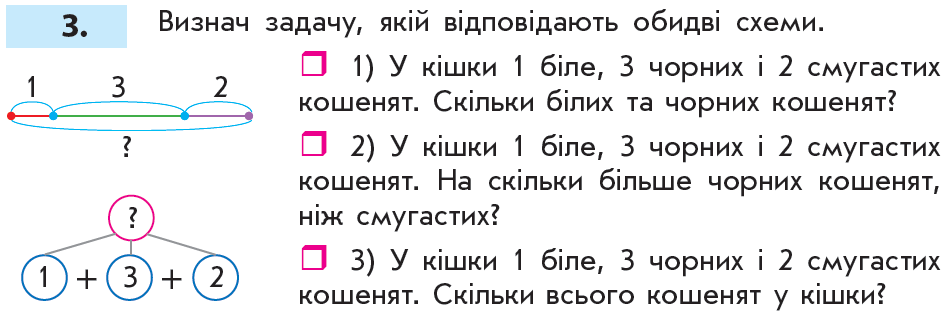 3.
Визнач задачу, якій відповідають обидві схеми.
1 3 2
?
?
1 + 3 + 2
1) У кішки 1 біле, 3 чорних і 2 смугастих
кошенят. Скільки білих та чорних кошенят?
2) У кішки 1 біле, 3 чорних і 2 смугастих
кошенят. На скільки більше чорних кошенят,
ніж смугастих?
3) У кішки 1 біле, 3 чорних і 2 смугастих
кошенят. Скільки всього кошенят у кішки?